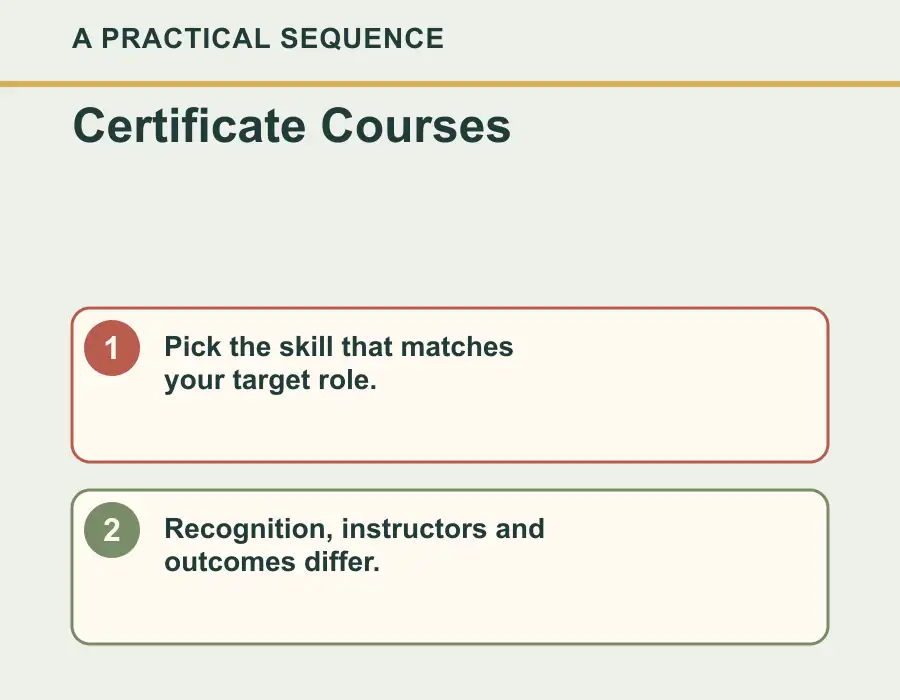 A PRACTICAL SEQUENCE
Certificate Courses
1
Pick the skill that matches
your target role.
2
Recognition, instructors and
outcomes differ.